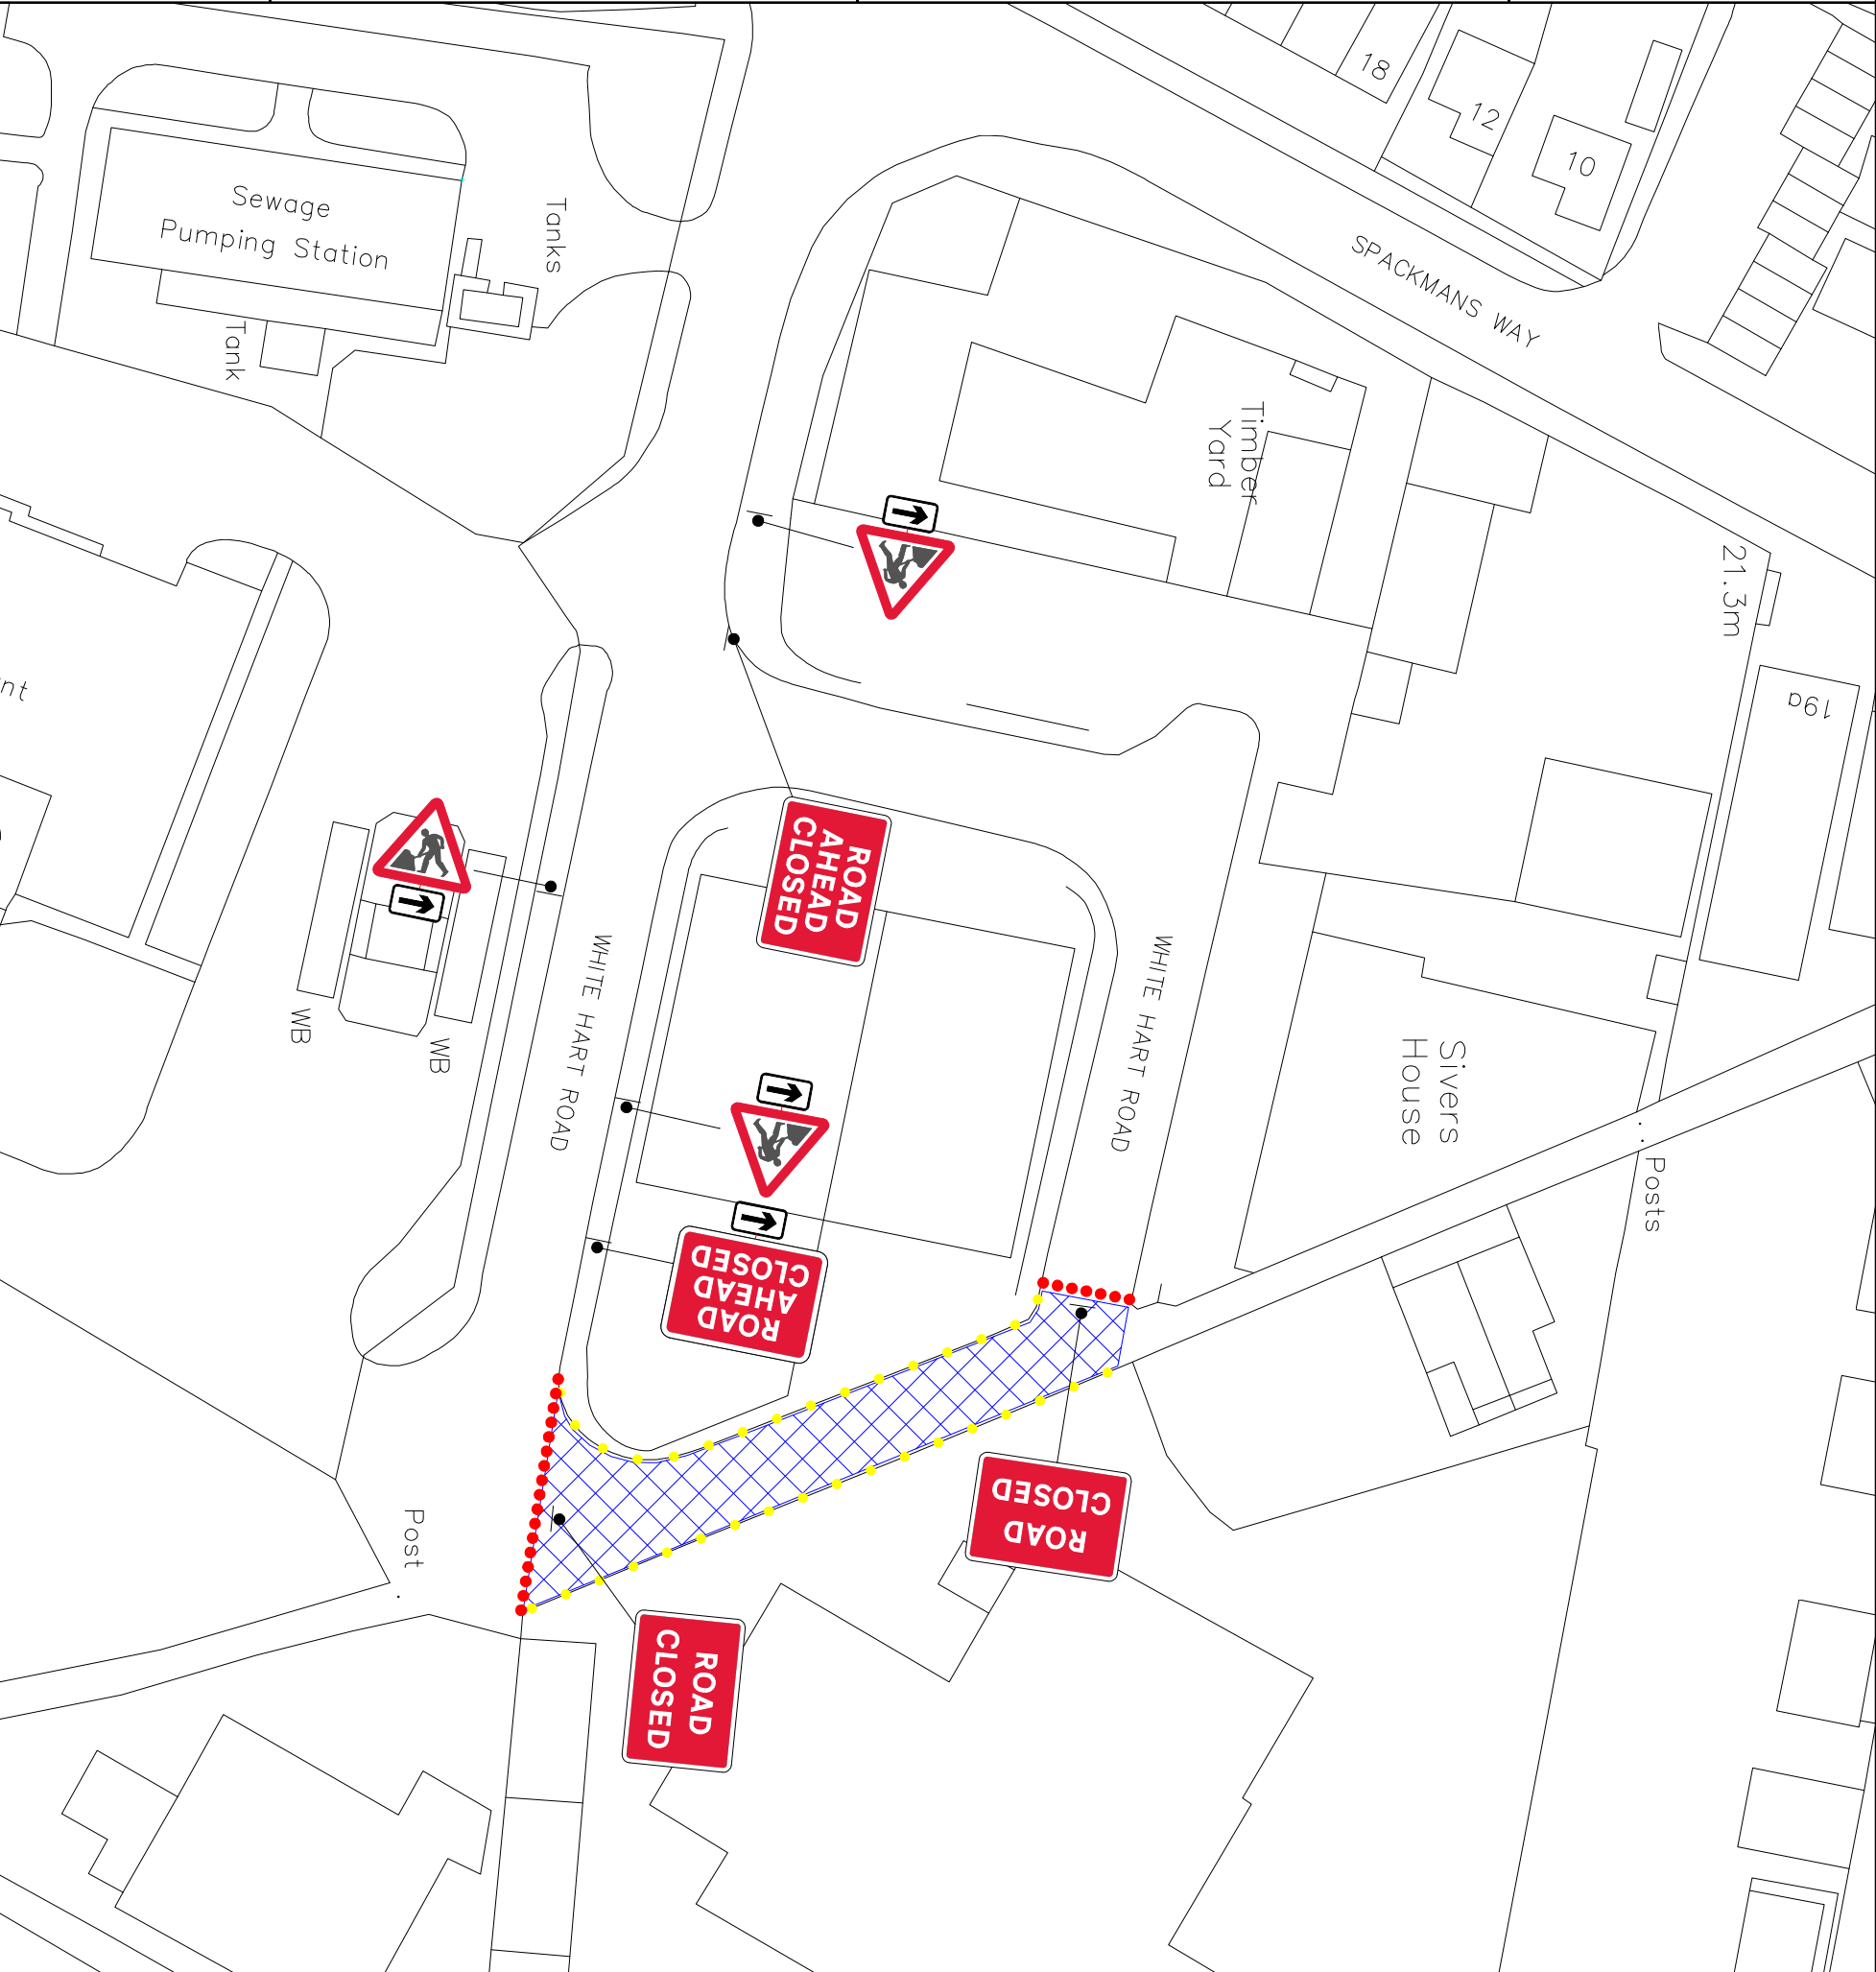 18
12
10
Sewage
Pumping Station
Tanks
Tank
SPACKMANS WAY
Timber
Yard
21.3m
19a
nt
ROAD
AHEAD
CLOSED
WHITE HART ROAD
WHITE HART ROAD
WB
WB
Sivers
House
Posts
ROAD
AHEAD
CLOSED
ROAD
CLOSED
Post
ROAD
CLOSED